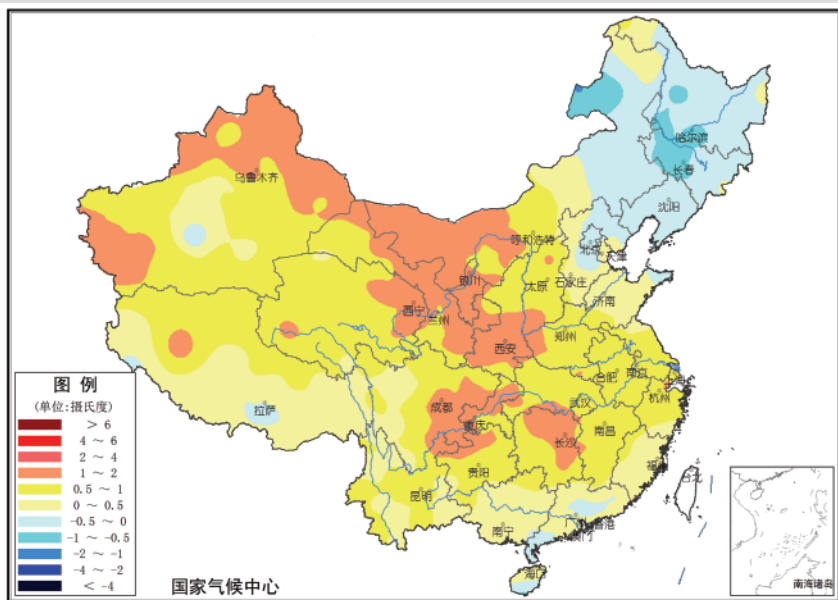 哈尔滨
长春
乌鲁木齐
沈阳
呼和浩特
北京
天津
银川
太原
石家庄
西宁
兰州
济南
西安
郑州
合肥
南京
上海
成都
武汉
杭州
拉萨
重庆
长沙
南昌
贵阳
福州
台北
昆明
南宁
广州
香港
澳门
海口
图 例
(单位:摄氏度)
> 6
4 ~ 6
2 ~ 4
1 ~ 2
0.5 ~ 1
0 ~ 0.5
-0.5 ~ 0
-1 ~ -0.5
-2 ~ -1
-4 ~ -2
< -4
国家气候中心
南海诸岛